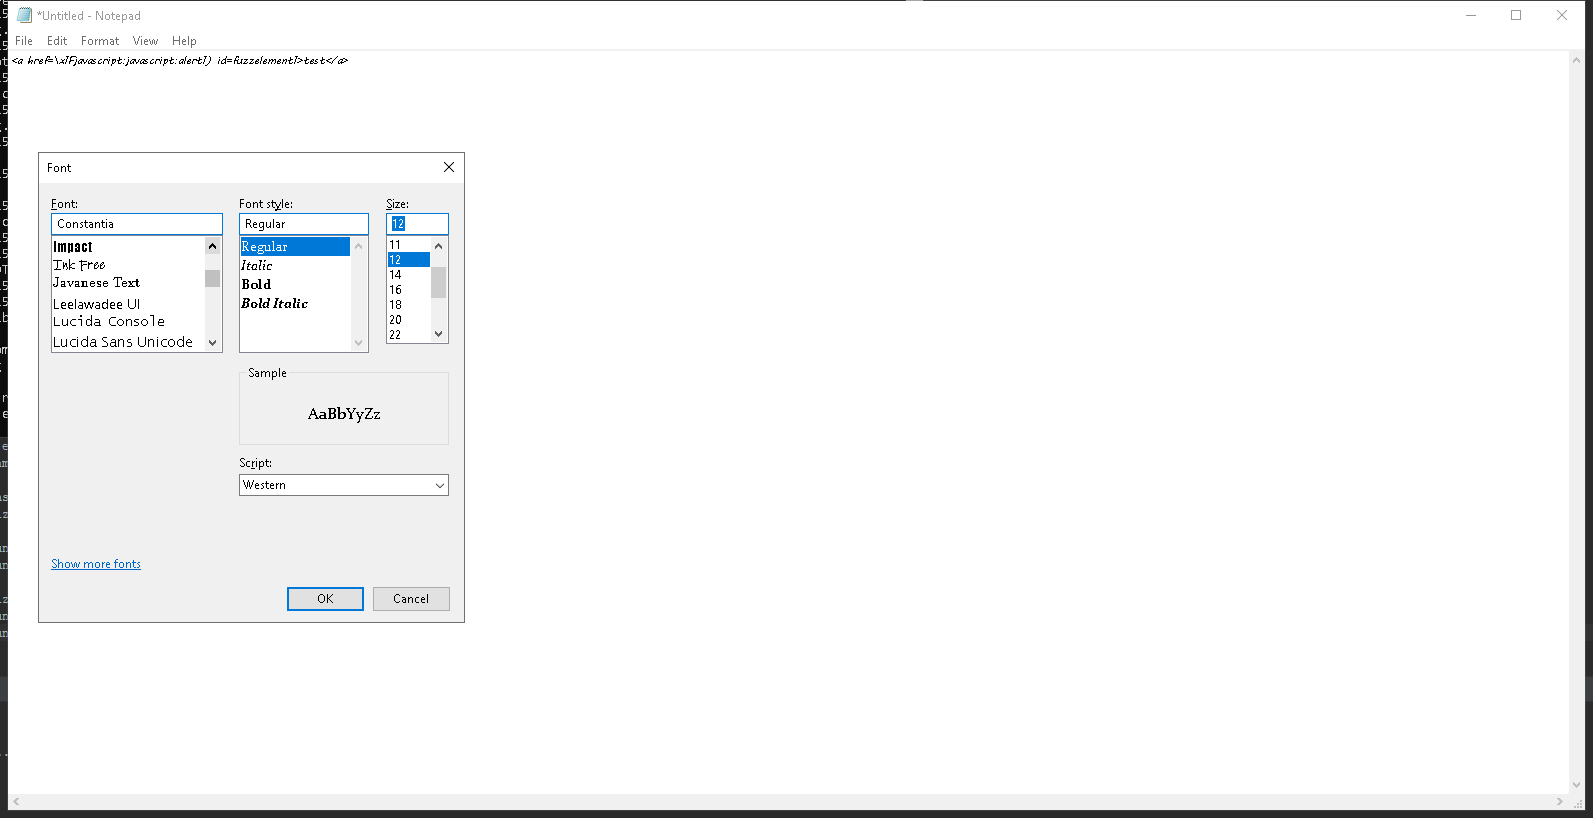 *Untitled - Notepad
File Edit Format View Help
<a href=\x1Fjavascript:javascript:alert1) id=fuzzelement1>test</a>
Font
Font: Font style: Size:
Constantia Regular 12
Impact Regular 11
Ink Free Italic 12
Javanese Text Bold 14
Leelawadee UI Bold Italic 16
Lucida Console 18
Lucida Sans Unicode 20
22
Sample
AaBbYyZz
Script:
Western
Show more fonts
OK Cancel